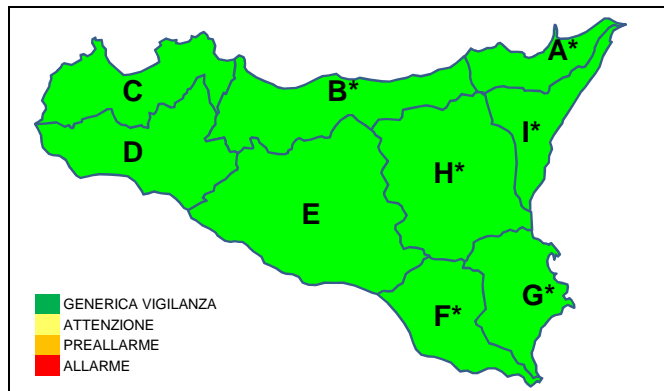 A*
C
B*
I*
D
H*
E
G*
F*
GENERICA VIGILANZA
ATTENZIONE
PREALLARME
ALLARME